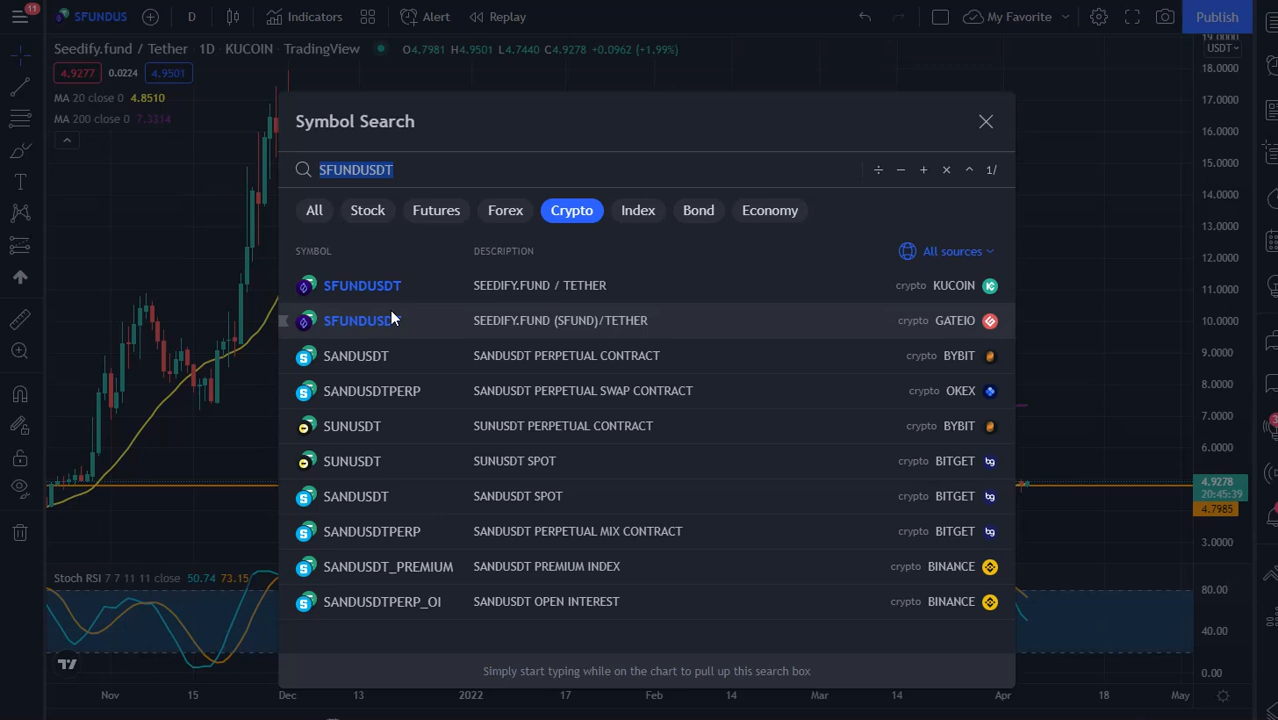 11
SFUNDUS
D
Indicators
Alert
Replay
My Favorite
Publish
Seedify.fund / Tether • 1D • KUCOIN
TradingView
O4.7981 H4.9501 L4.7440 C4.9278 +0.0962 (+1.99%)
USDT
4.9277
0.0224
4.9501
MA 20 close 0 4.8510
MA 200 close 0 7.3314
Symbol Search
SFUNDUSDT
÷ − + × ^ 1/
All
Stock
Futures
Forex
Crypto
Index
Bond
Economy
SYMBOL
DESCRIPTION
All sources
SFUNDUSDT SEEDIFY.FUND / TETHER crypto KUCOIN
SFUNDUSD SEEDIFY.FUND (SFUND)/TETHER crypto GATEIO
SANDUSDT SANDUSDT PERPETUAL CONTRACT crypto BYBIT
SANDUSDTPERP SANDUSDT PERPETUAL SWAP CONTRACT crypto OKEX
SUNUSDT SUNUSDT PERPETUAL CONTRACT crypto BYBIT
SUNUSDT SUNUSDT SPOT crypto BITGET
SANDUSDT SANDUSDT SPOT crypto BITGET
SANDUSDTPERP SANDUSDT PERPETUAL MIX CONTRACT crypto BITGET
SANDUSDT_PREMIUM SANDUSDT PREMIUM INDEX crypto BINANCE
SANDUSDTPERP_OI SANDUSDT OPEN INTEREST crypto BINANCE
Simply start typing while on the chart to pull up this search box
18.0000
17.0000
16.0000
15.0000
14.0000
13.0000
12.0000
11.0000
10.0000
9.0000
8.0000
7.0000
6.0000
4.9278
20:45:39
4.7985
3.0000
Stoch RSI 7 7 11 11 close 50.74 73.15
80.00
40.00
0.00
Nov 15 Dec 13 2022 17 Feb 14 Mar 14 Apr 18 May